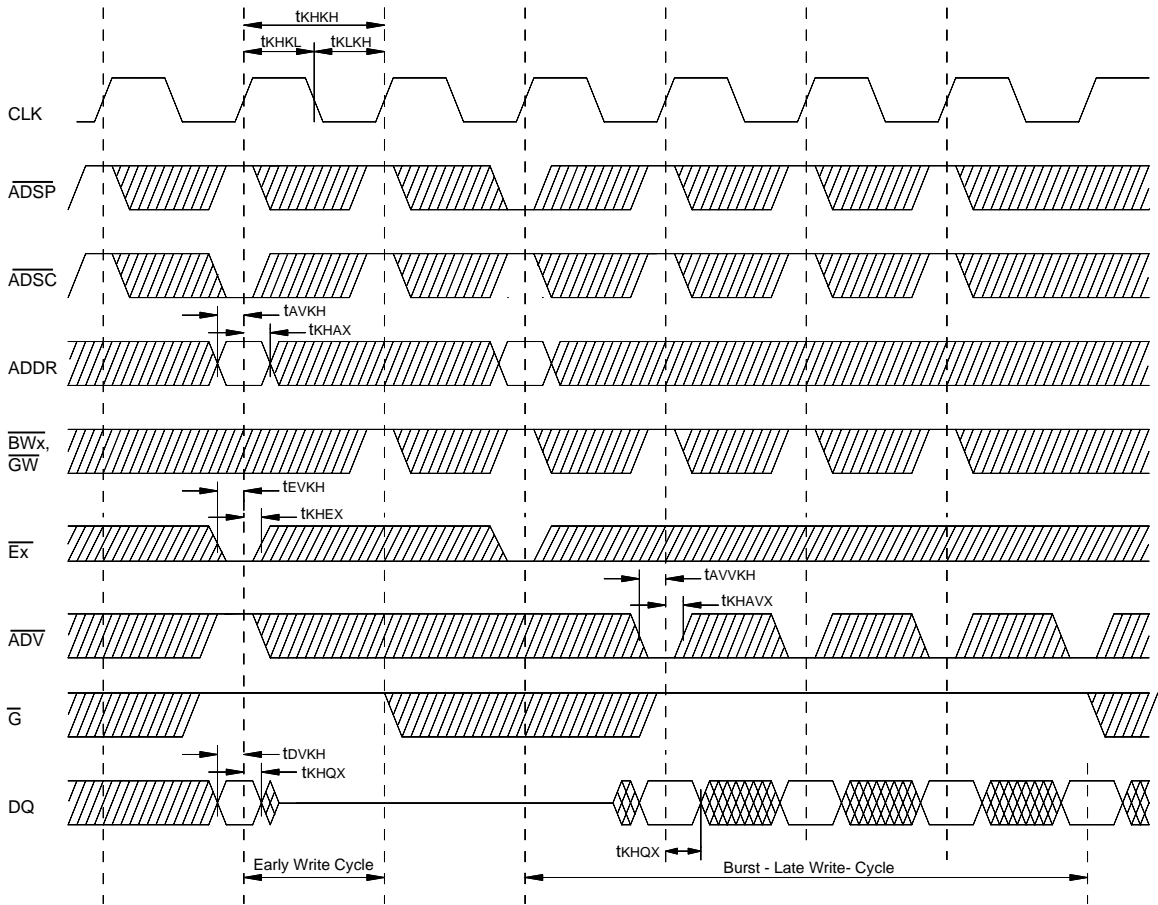 tKHKH
tKHKL tKLKH
CLK
ADSP
ADSC
tAVKH
tKHAX
ADDR
BWx,
GW
tEVKH
tKHEX
Ex
tAVVKH
tKHAVX
ADV
G
tDVKH
tKHQX
DQ
tKHQX
Early Write Cycle
Burst - Late Write- Cycle